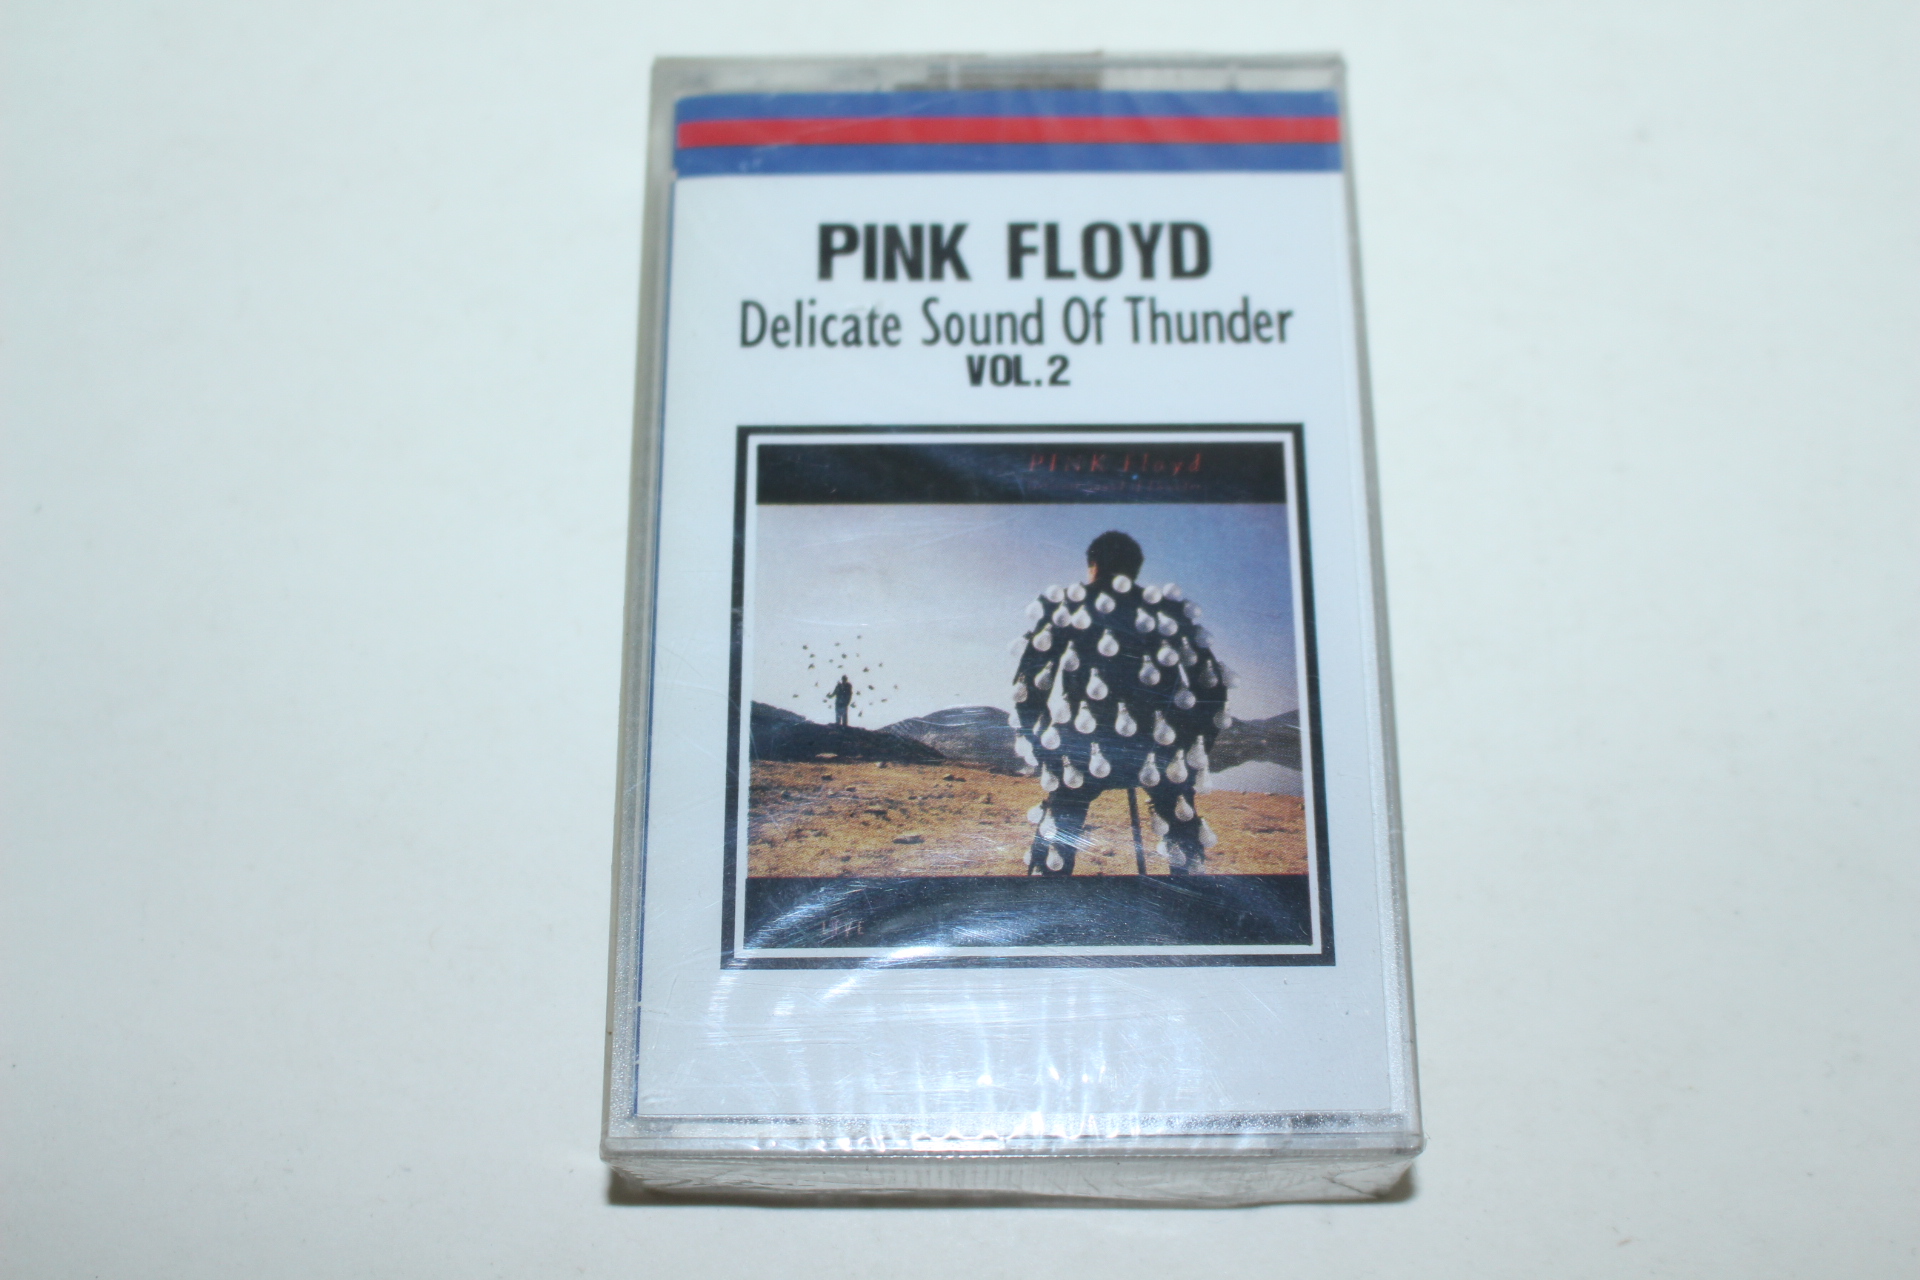 PINK FLOYD
Delicate Sound Of Thunder
VOL.2
PINK Floyd
LIVE